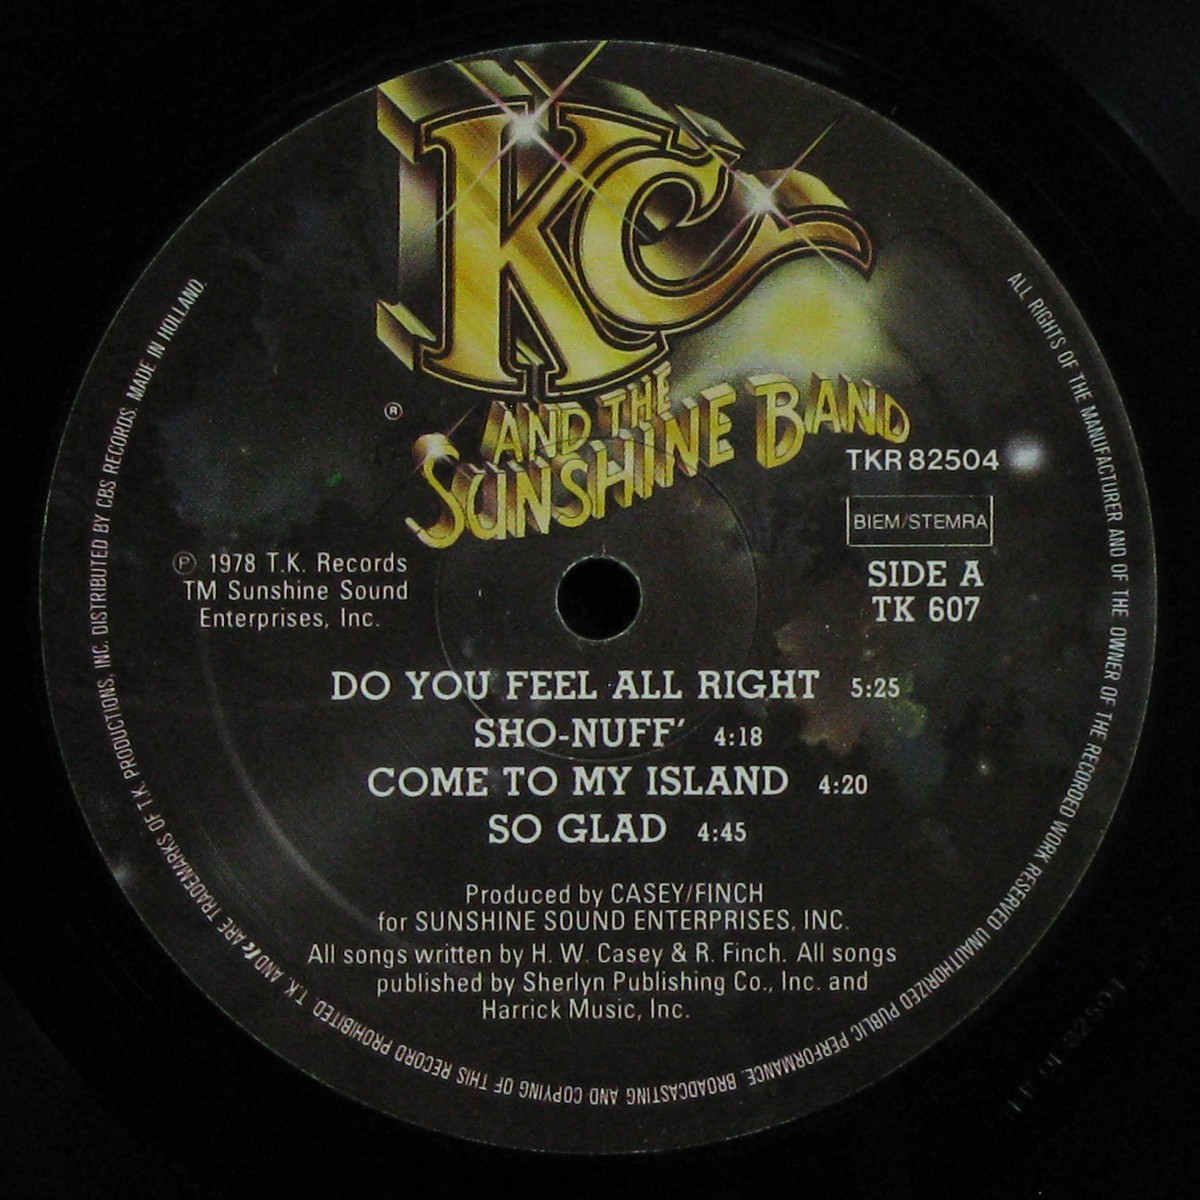 KC
AND THE
SUNSHINE BAND
®
TKR 82504
BIEM/STEMRA
SIDE A
TK 607
Ⓟ 1978 T.K. Records
TM Sunshine Sound
Enterprises, Inc.
DO YOU FEEL ALL RIGHT 5:25
SHO-NUFF' 4:18
COME TO MY ISLAND 4:20
SO GLAD 4:45
Produced by CASEY/FINCH
for SUNSHINE SOUND ENTERPRISES, INC.
All songs written by H. W. Casey & R. Finch. All songs
published by Sherlyn Publishing Co., Inc. and
Harrick Music, Inc.
ALL RIGHTS OF THE MANUFACTURER AND OF THE OWNER OF THE RECORDED WORK RESERVED UNAUTHORIZED PUBLIC PERFORMANCE, BROADCASTING AND COPYING OF THIS RECORD PROHIBITED. T.K. AND TK ARE TRADEMARKS OF T.K. PRODUCTIONS, INC. DISTRIBUTED BY CBS RECORDS. MADE IN HOLLAND.